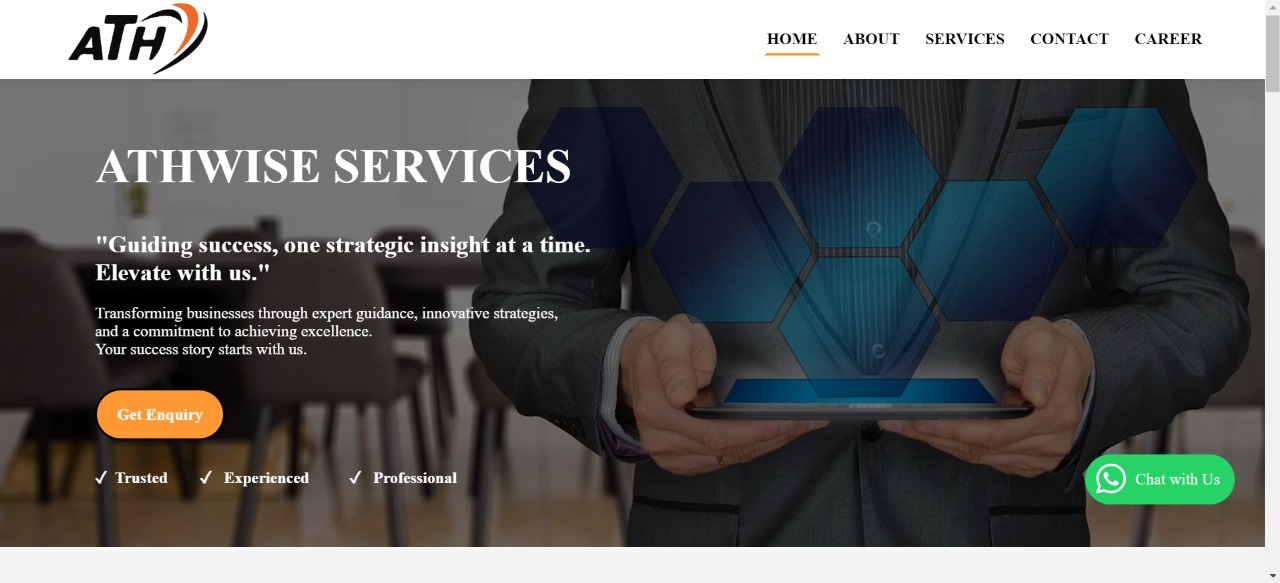 ATH
HOME ABOUT SERVICES CONTACT CAREER
ATHWISE SERVICES
"Guiding success, one strategic insight at a time.
Elevate with us."
Transforming businesses through expert guidance, innovative strategies,
and a commitment to achieving excellence.
Your success story starts with us.
Get Enquiry
Trusted Experienced Professional
Chat with Us